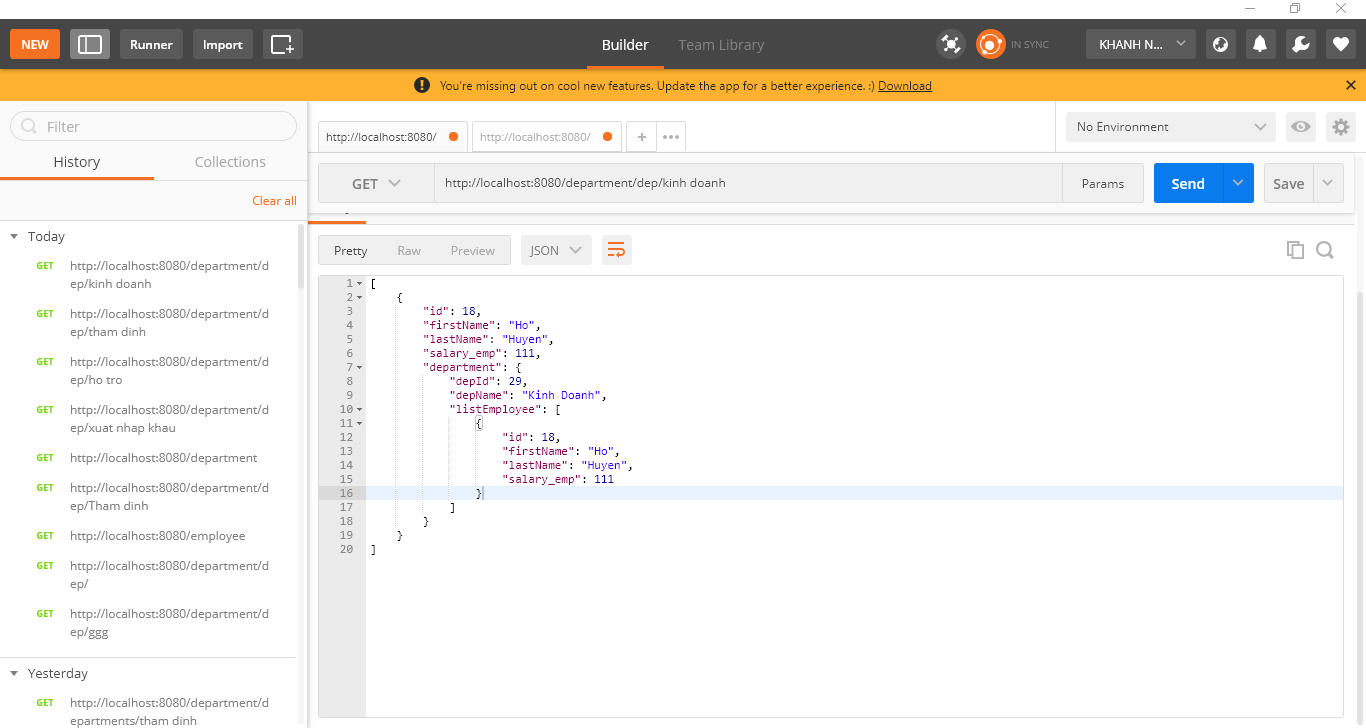 NEW
Runner
Import
Builder
Team Library
IN SYNC
KHANH N...
You're missing out on cool new features. Update the app for a better experience. :) Download
Filter
History
Collections
Clear all
Today
GET http://localhost:8080/department/d
ep/kinh doanh
GET http://localhost:8080/department/d
ep/tham dinh
GET http://localhost:8080/department/d
ep/ho tro
GET http://localhost:8080/department/d
ep/xuat nhap khau
GET http://localhost:8080/department
GET http://localhost:8080/department/d
ep/Tham dinh
GET http://localhost:8080/employee
GET http://localhost:8080/department/d
ep/
GET http://localhost:8080/department/d
ep/ggg
Yesterday
GET http://localhost:8080/department/d
epartments/tham dinh
http://localhost:8080/
http://localhost:8080/
No Environment
GET
http://localhost:8080/department/dep/kinh doanh
Params
Send
Save
Pretty
Raw
Preview
JSON
1 [
2 {
3 "id": 18,
4 "firstName": "Ho",
5 "lastName": "Huyen",
6 "salary_emp": 111,
7 "department": {
8 "depId": 29,
9 "depName": "Kinh Doanh",
10 "listEmployee": [
11 {
12 "id": 18,
13 "firstName": "Ho",
14 "lastName": "Huyen",
15 "salary_emp": 111
16 }
17 ]
18 }
19 }
20 ]